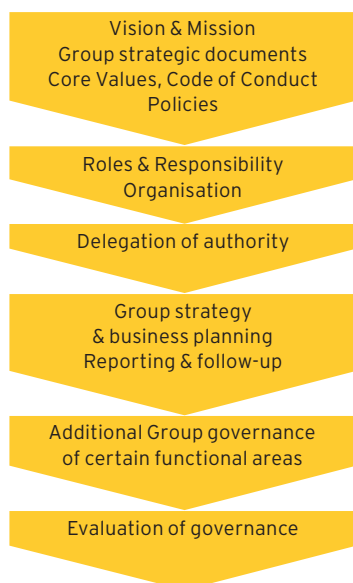 Vision & Mission
Group strategic documents
Core Values, Code of Conduct
Policies
Roles & Responsibility
Organisation
Delegation of authority
Group strategy
& business planning
Reporting & follow-up
Additional Group governance
of certain functional areas
Evaluation of governance